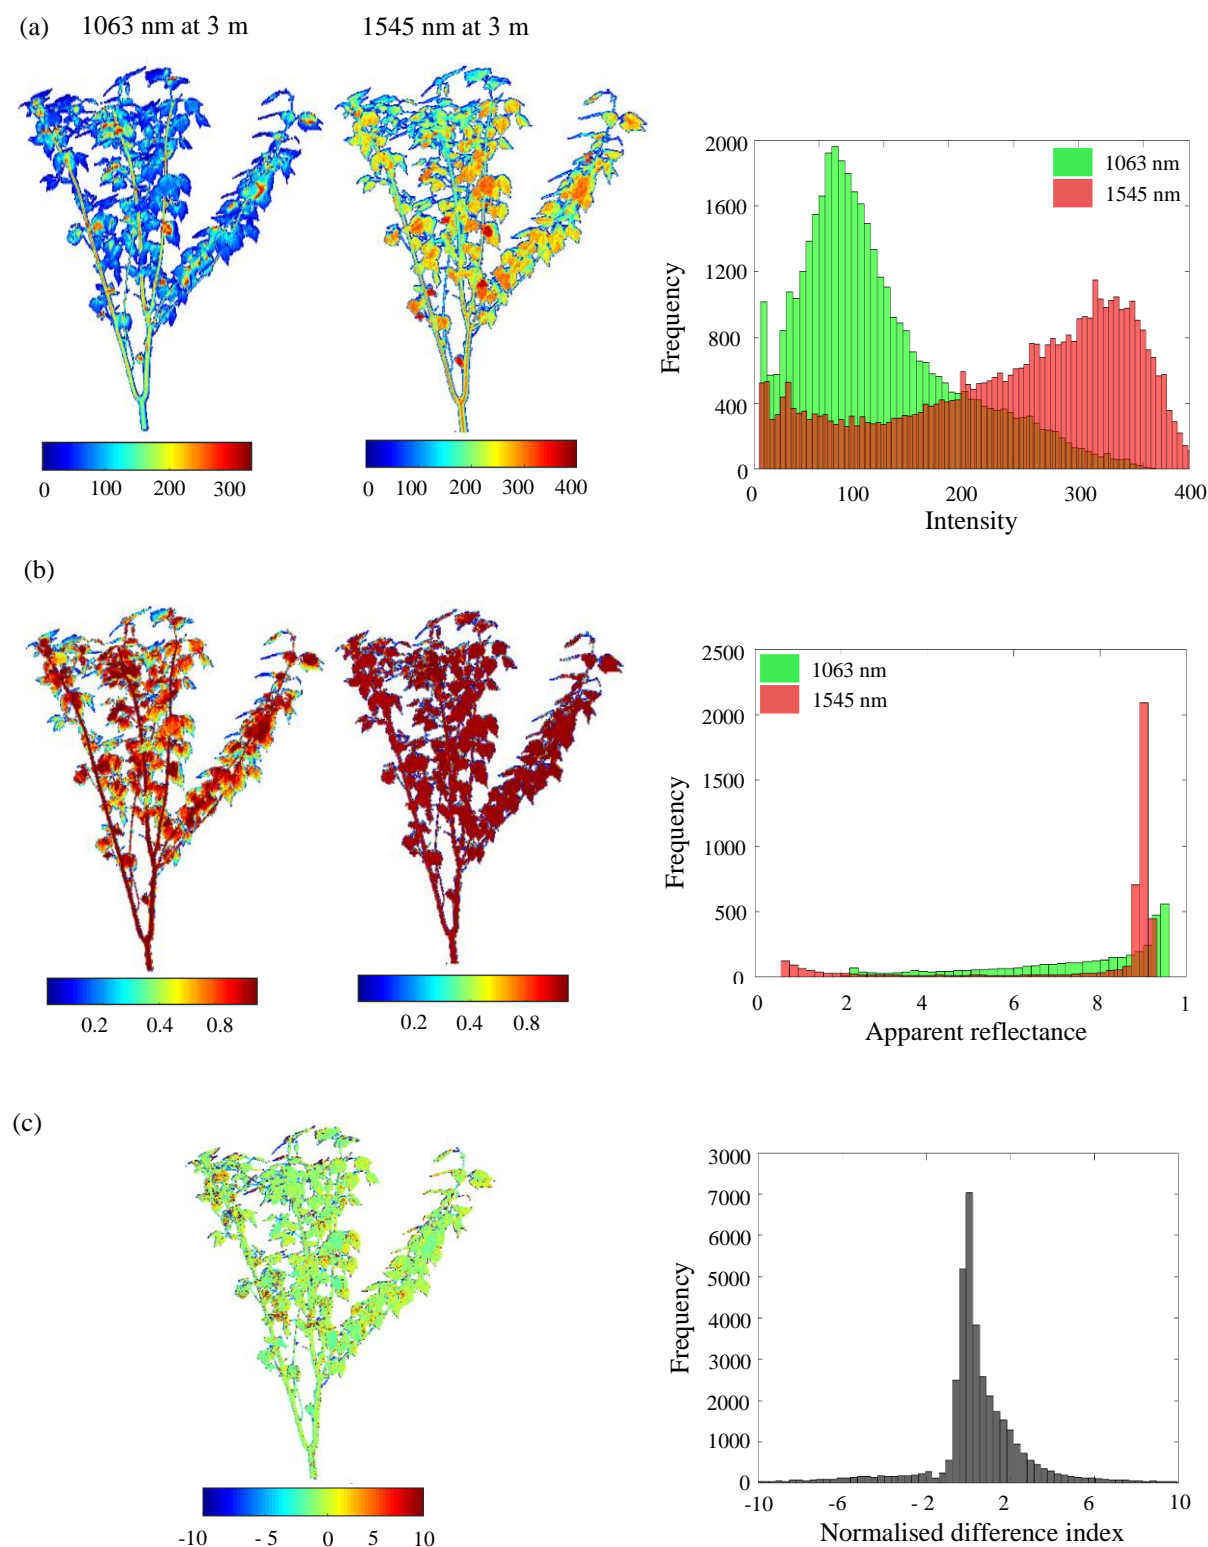 (a) 1063 nm at 3 m 1545 nm at 3 m
0 100 200 300
0 100 200 300 400
2000
1600
1200
800
400
0
Frequency
1063 nm
1545 nm
0 100 200 300 400
Intensity
(b)
0.2 0.4 0.8
0.2 0.4 0.8
2500
2000
1500
1000
500
0
Frequency
1063 nm
1545 nm
0 2 4 6 8 1
Apparent reflectance
(c)
-10 - 5 0 5 10
3000
7000
6000
5000
4000
3000
2000
1000
0
Frequency
-10 -6 - 2 2 6 10
Normalised difference index